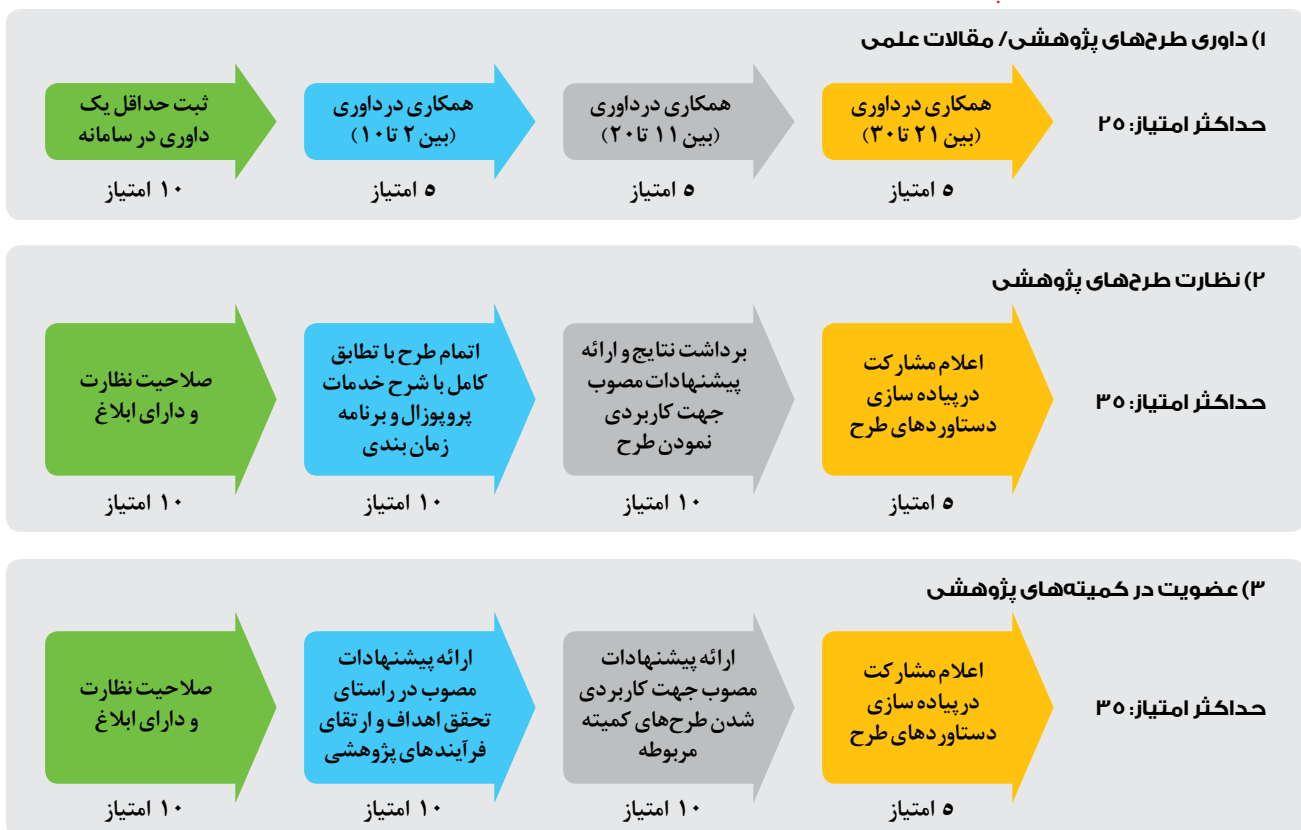 ۱) داوری طرح‌های پژوهشی/ مقالات علمی
حداکثر امتیاز: ۲۵
ثبت حداقل یک
داوری در سامانه
۱۰ امتیاز
همکاری در داوری
(بین ۲ تا ۱۰)
۵ امتیاز
همکاری در داوری
(بین ۱۱ تا ۲۰)
۵ امتیاز
همکاری در داوری
(بین ۲۱ تا ۳۰)
۵ امتیاز
۲) نظارت طرح‌های پژوهشی
حداکثر امتیاز: ۳۵
صلاحیت نظارت
و دارای ابلاغ
۱۰ امتیاز
اتمام طرح با تطابق
کامل با شرح خدمات
پروپوزال و برنامه
زمان بندی
۱۰ امتیاز
برداشت نتایج و ارائه
پیشنهادات مصوب
جهت کاربردی
نمودن طرح
۱۰ امتیاز
اعلام مشارکت
در پیاده سازی
دستاوردهای طرح
۵ امتیاز
۳) عضویت در کمیته‌های پژوهشی
حداکثر امتیاز: ۳۵
صلاحیت نظارت
و دارای ابلاغ
۱۰ امتیاز
ارائه پیشنهادات
مصوب در راستای
تحقق اهداف و ارتقای
فرآیندهای پژوهشی
۱۰ امتیاز
ارائه پیشنهادات
مصوب جهت کاربردی
شدن طرح‌های کمیته
مربوطه
۱۰ امتیاز
اعلام مشارکت
در پیاده سازی
دستاوردهای طرح
۵ امتیاز